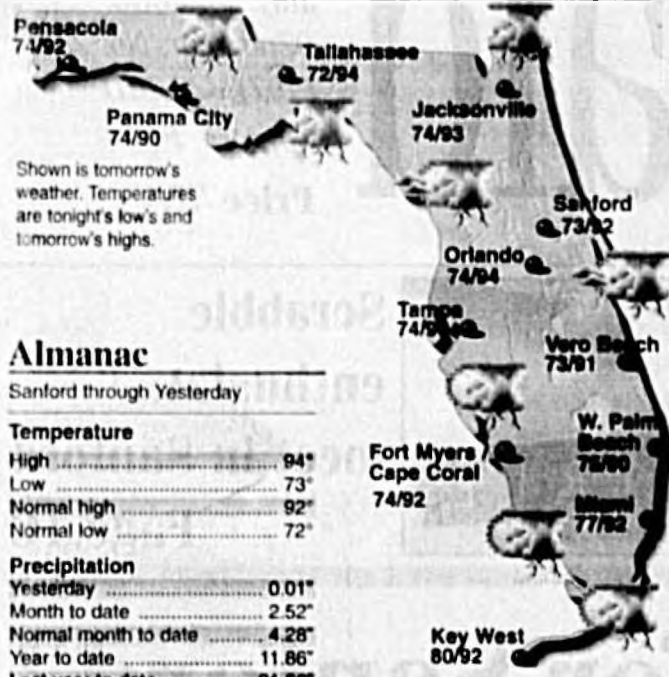 Pensacola
74/92
Tallahassee
72/94
Panama City
74/90
Jacksonville
74/93
Shown is tomorrow's
weather. Temperatures
are tonight's low's and
tomorrow's highs.
Sanford
73/92
Orlando
74/94
Tampa
Vero Beach
73/91
Almanac
Sanford through Yesterday
Temperature
High 94°
Low 73°
Normal high 92°
Normal low 72°
Fort Myers/
Cape Coral
74/92
W. Palm
Beach
Miami
77/92
Precipitation
Yesterday 0.01"
Month to date 2.52"
Normal month to date 4.28"
Year to date 11.86"
Key West
80/92